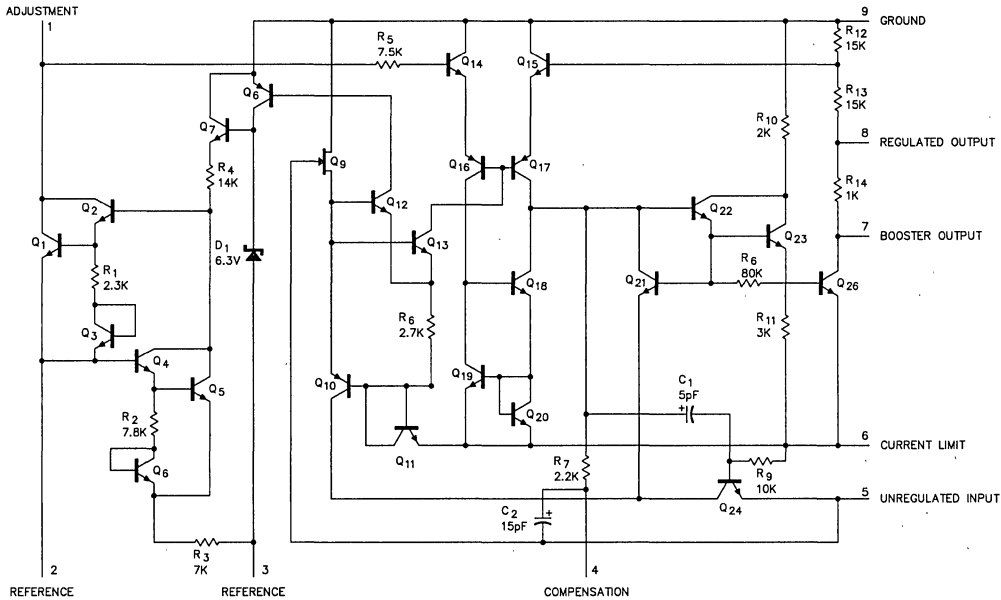 ADJUSTMENT
1
9
GROUND
R12
15K
R5
7.5K
Q14
Q15
R13
15K
Q6
Q7
R10
2K
8
REGULATED OUTPUT
R4
14K
Q9
Q16
Q17
R14
1K
Q2
Q12
Q22
Q1
Q13
Q23
7
BOOSTER OUTPUT
D1
6.3V
R1
2.3K
R6
80K
Q18
Q21
Q26
Q3
R6
2.7K
R11
3K
Q4
Q5
Q10
Q19
Q20
C1
5pF
+
R2
7.8K
Q11
6
CURRENT LIMIT
Q6
R7
2.2K
R9
10K
5
UNREGULATED INPUT
C2
15pF
+
Q24
R3
7K
2
3
4
REFERENCE
REFERENCE
COMPENSATION